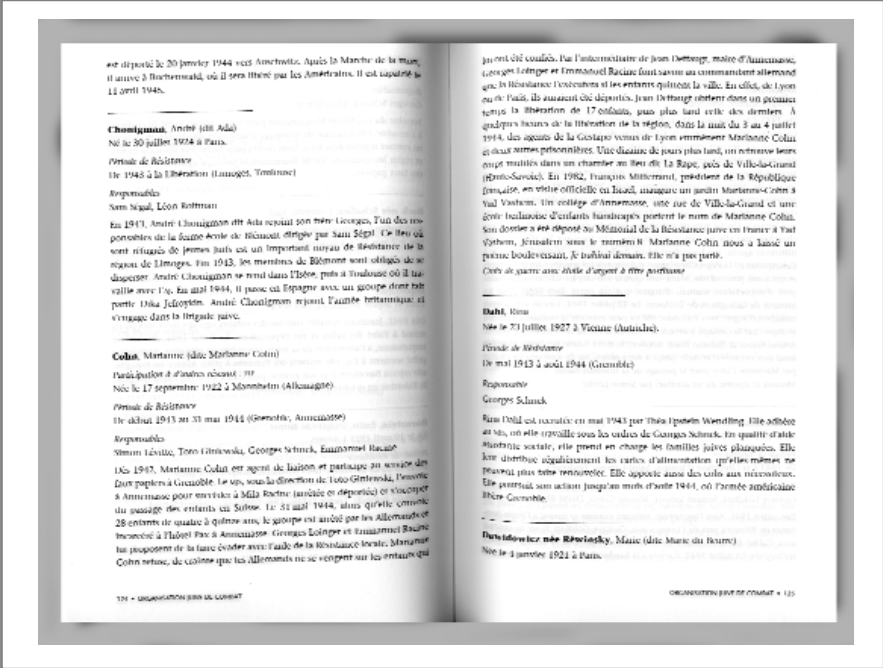 est déporté le 20 janvier 1944 vers Auschwitz. Après la Marche de la mort,
il arrive à Buchenwald, où il sera libéré par les Américains. Il est rapatrié le
11 avril 1945.
Chonigman, André (dit Ada)
Né le 30 juillet 1924 à Paris.
Période de Résistance
De 1943 à la Libération (Limoges, Toulouse)
Responsables
Sam Ségal, Léon Roitman
En 1943, André Chonigman dit Ada rejoint son frère Georges, l'un des res-
ponsables de la ferme-école de Blémont dirigée par Sam Ségal. Ce lieu où
sont réfugiés de jeunes Juifs est un important noyau de Résistance de la
région de Limoges. Fin 1943, les membres de Blémont sont obligés de se
disperser. André Chonigman se rend dans l'Isère, puis à Toulouse où il tra-
vaille avec l'AJ. En mai 1944, il passe en Espagne avec un groupe dont fait
partie Dika Jefroykin. André Chonigman rejoint l'armée britannique et
s'engage dans la Brigade juive.
Cohn, Marianne (dite Marianne Colin)
Participation à d'autres réseaux :
Née le 17 septembre 1922 à Mannheim (Allemagne)
Période de Résistance
De début 1943 au 31 mai 1944 (Grenoble, Annemasse)
Responsables
Simon Lévitte, Toto Giniewski, Georges Schneck, Emmanuel Racine
Dès 1942, Marianne Cohn est agent de liaison et participe au service des
faux papiers à Grenoble. Le sous la direction de Toto Giniewski, l'envoie
à Annemasse pour succéder à Mila Racine (arrêtée et déportée) et s'occuper
du passage des enfants en Suisse. Le 31 mai 1944, alors qu'elle convoie
28 enfants de quatre à quinze ans, le groupe est arrêté par les Allemands et
incarcéré à l'hôtel Pax à Annemasse. Georges Loinger et Emmanuel Racine
lui proposent de la faire évader avec l'aide de la Résistance locale. Marianne
Cohn refuse, de crainte que les Allemands ne se vengent sur les enfants qui
124 • ORGANISATION JUIVE DE COMBAT
lui ont été confiés. Par l'intermédiaire de Jean Deffaugt, maire d'Annemasse,
Georges Loinger et Emmanuel Racine font savoir au commandant allemand
que la Résistance l'exécutera si les enfants quittent la ville. En effet, de Lyon
ou de Paris, ils auraient été déportés. Jean Deffaugt obtient dans un premier
temps la libération de 17 enfants, puis plus tard celle des derniers. À
quelques heures de la libération de la région, dans la nuit du 3 au 4 juillet
1944, des agents de la Gestapo venus de Lyon emmènent Marianne Cohn
et deux autres prisonnières. Une dizaine de jours plus tard, on retrouve leurs
corps mutilés dans un charnier au lieu dit La Rape, près de Ville-la-Grand
(Haute-Savoie). En 1982, François Mitterrand, président de la République
française, en visite officielle en Israël, inaugure un jardin Marianne-Cohn à
Yad Vashem. Un collège d'Annemasse, une rue de Ville-la-Grand et une
école berlinoise d'enfants handicapés portent le nom de Marianne Cohn.
Son dossier a été déposé au Mémorial de la Résistance juive en France à Yad
Vashem, Jérusalem sous le numéro 8. Marianne Cohn nous a laissé un
poème bouleversant, Je trahirai demain. Elle n'a pas parlé.
Croix de guerre avec étoile d'argent à titre posthume
Dahl, Rina
Née le 23 juillet 1927 à Vienne (Autriche).
Période de Résistance
De mai 1943 à août 1944 (Grenoble)
Responsable
Georges Schneck
Rina Dahl est recrutée en mai 1943 par Théa Epstein Wendling. Elle adhère
au où elle travaille sous les ordres de Georges Schneck. En qualité d'aide
assistante sociale, elle prend en charge les familles juives planquées. Elle
leur distribue régulièrement les cartes d'alimentation qu'elles-mêmes ne
peuvent plus faire renouveler. Elle apporte aussi des colis aux nécessiteux.
Elle poursuit son action jusqu'au mois d'août 1944, où l'armée américaine
libère Grenoble.
Dawidowicz née Réwinsky, Marie (dite Marie du Beurre)
Née le 4 janvier 1921 à Paris.
ORGANISATION JUIVE DE COMBAT • 125